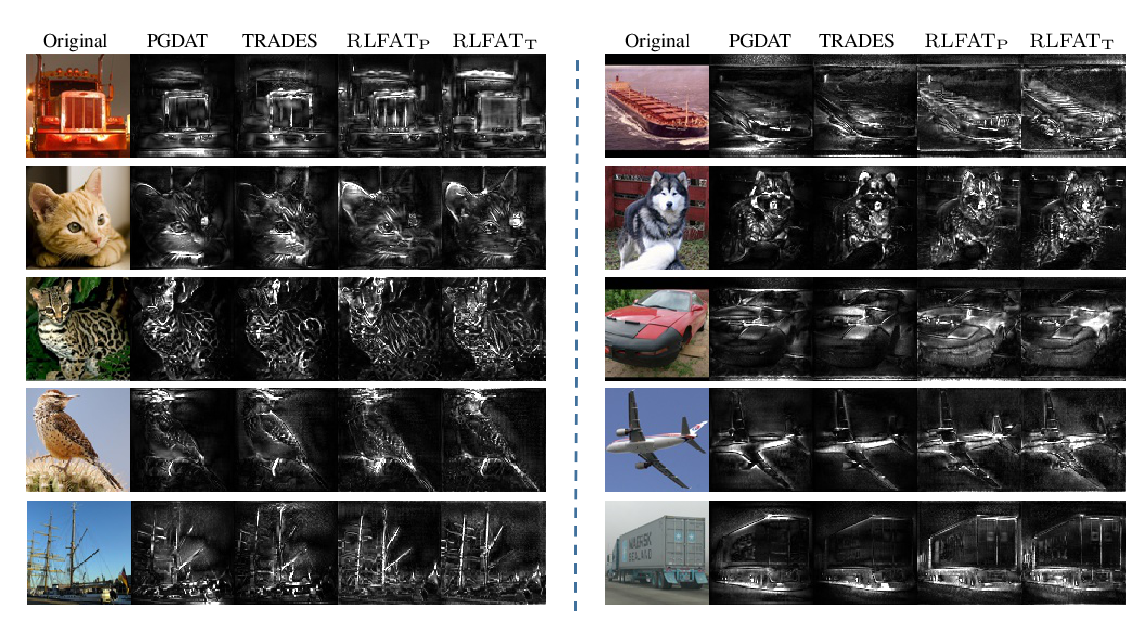 Original PGDAT TRADES RLFAT_P RLFAT_T Original PGDAT TRADES RLFAT_P RLFAT_T
MAERSK
SEALAND